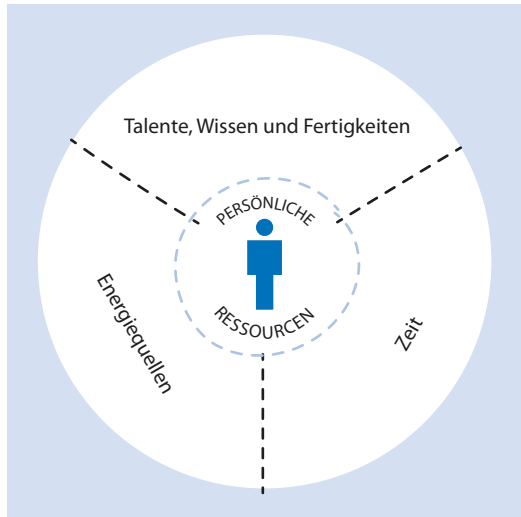 Talente, Wissen und Fertigkeiten
PERSÖNLICHE
RESSOURCEN
Energiequellen
Zeit